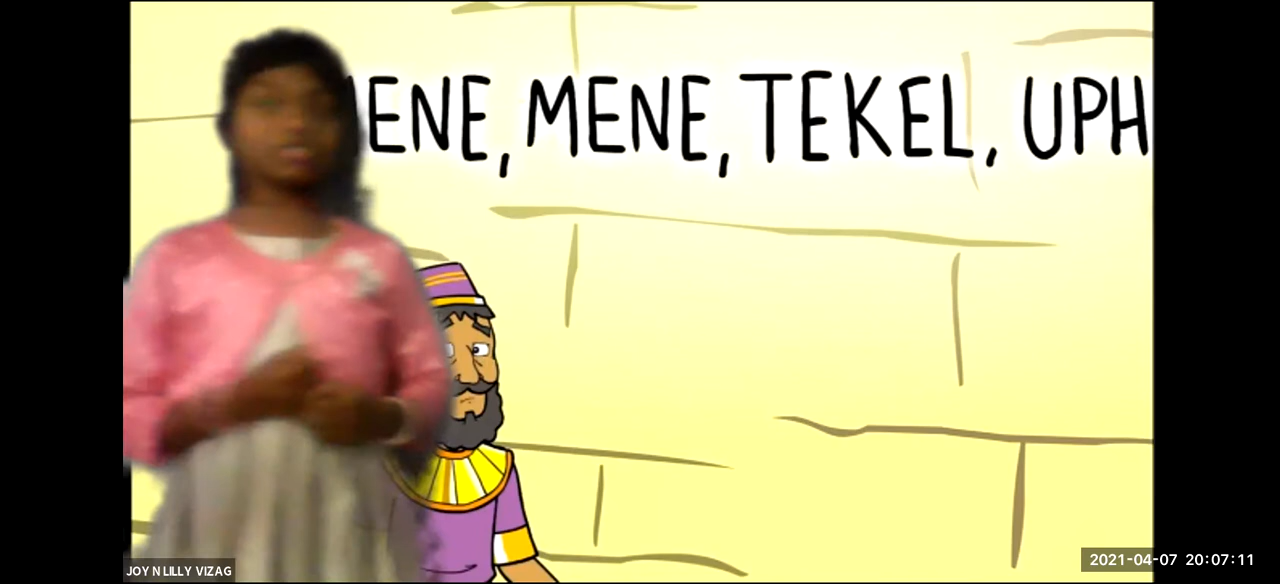 ENE, MENE, TEKEL, UPH
JOY N LILLY VIZAG
2021-04-07 20:07:11